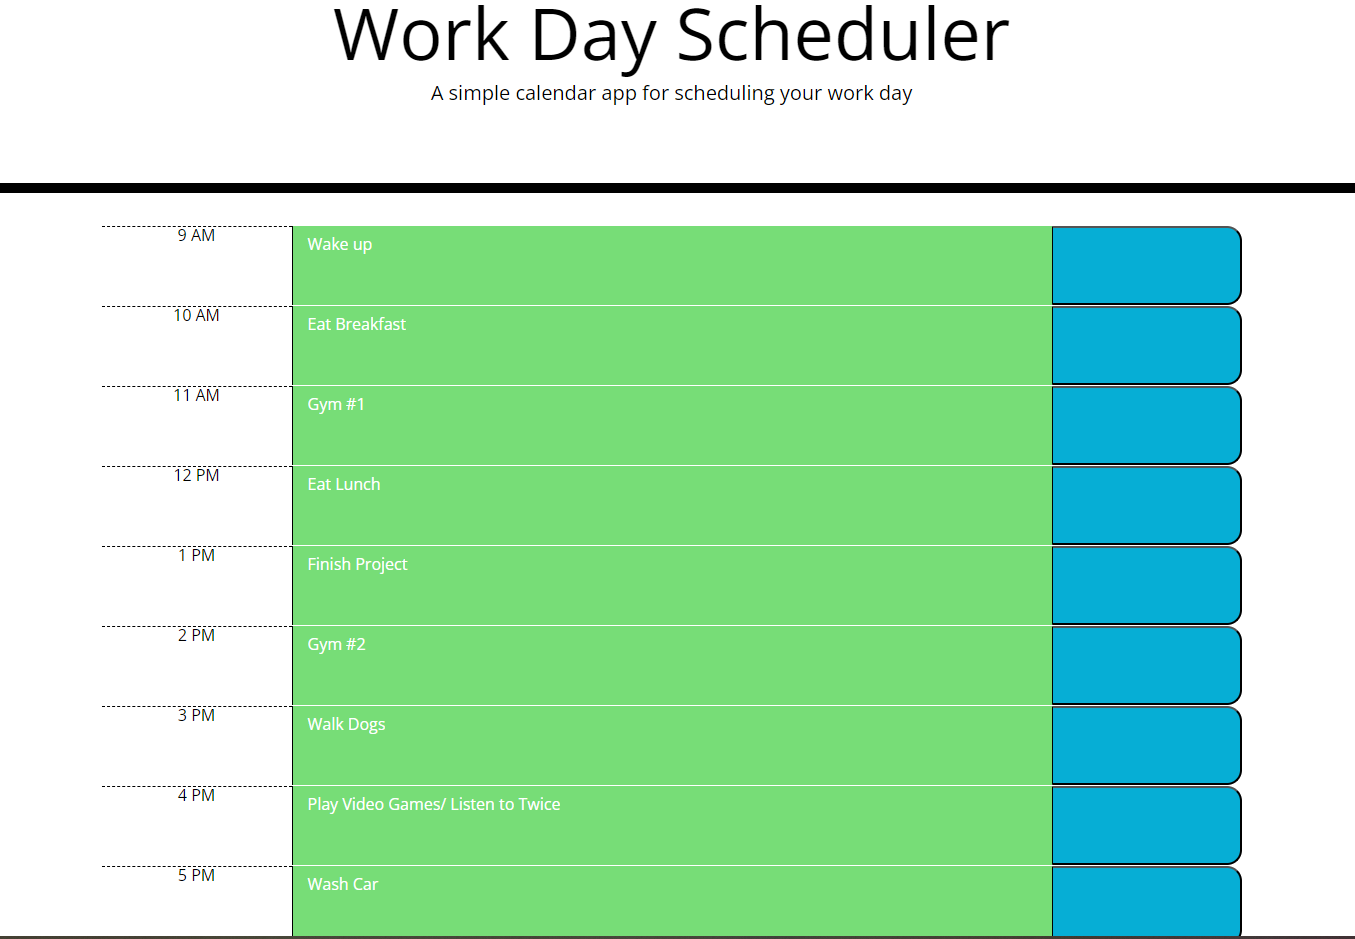 Work Day Scheduler
A simple calendar app for scheduling your work day
9 AM Wake up
10 AM Eat Breakfast
11 AM Gym #1
12 PM Eat Lunch
1 PM Finish Project
2 PM Gym #2
3 PM Walk Dogs
4 PM Play Video Games/ Listen to Twice
5 PM Wash Car